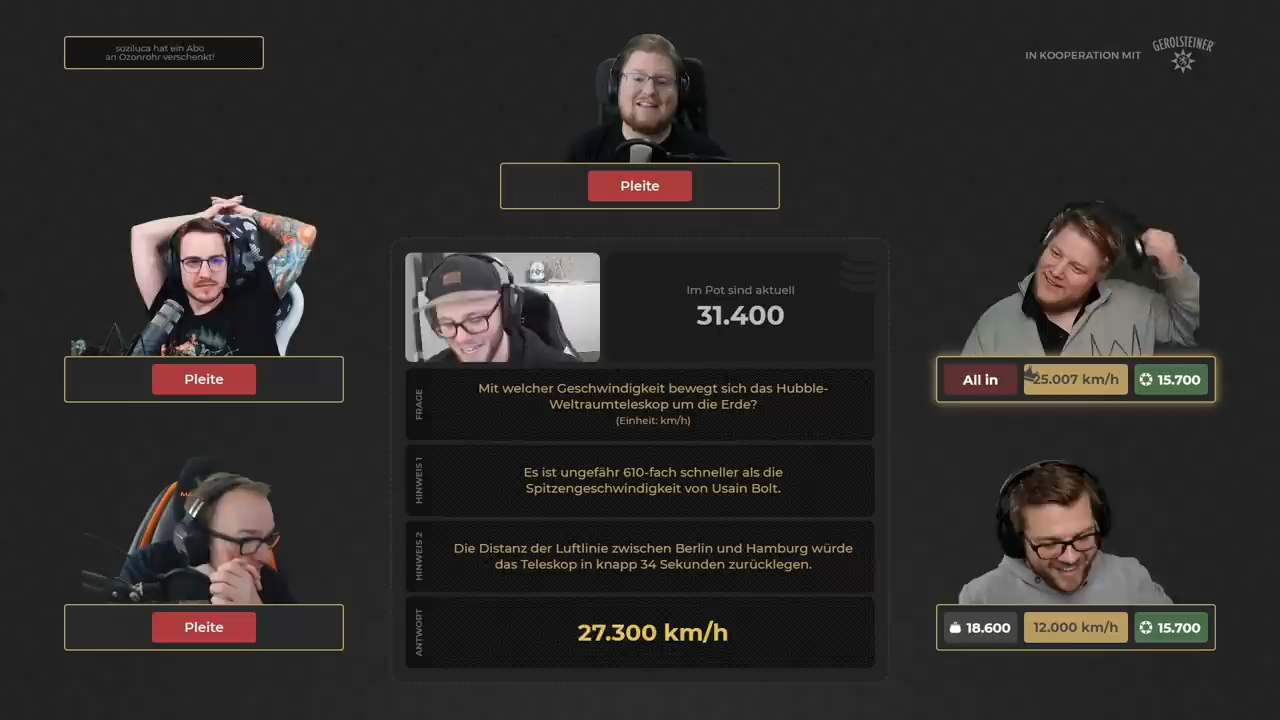 soziluca hat ein Abo
an Ozonrohr verschenkt!
IN KOOPERATION MIT
GEROLSTEINER
Pleite
Pleite
Im Pot sind aktuell
31.400
All in
25.007 km/h
15.700
FRAGE
Mit welcher Geschwindigkeit bewegt sich das Hubble-
Weltraumteleskop um die Erde?
(Einheit: km/h)
HINWEIS 1
Es ist ungefähr 610-fach schneller als die
Spitzengeschwindigkeit von Usain Bolt.
HINWEIS 2
Die Distanz der Luftlinie zwischen Berlin und Hamburg würde
das Teleskop in knapp 34 Sekunden zurücklegen.
Pleite
ANTWORT
27.300 km/h
18.600
12.000 km/h
15.700